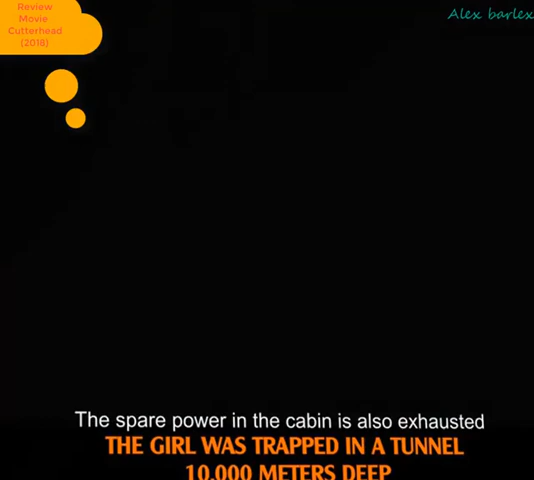 Review
Movie
Cutterhead
(2018)
Alex barlex
The spare power in the cabin is also exhausted
THE GIRL WAS TRAPPED IN A TUNNEL
10.000 METERS DEEP